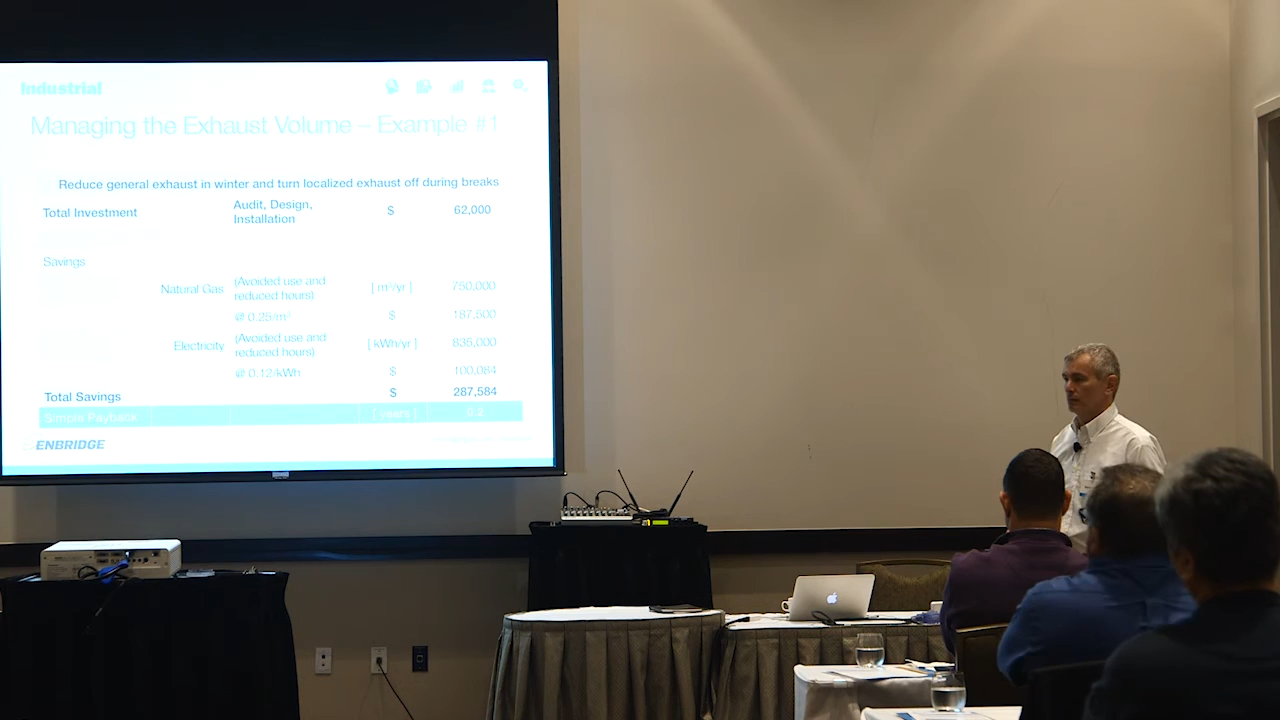 Industrial
Managing the Exhaust Volume – Example #1
Reduce general exhaust in winter and turn localized exhaust off during breaks
Total Investment Audit, Design, Installation $ 62,000
Savings
Natural Gas (Avoided use and reduced hours) [ m³/yr ] 750,000
@ 0.25/m³ $ 187,500
Electricity (Avoided use and reduced hours) [ kWh/yr ] 835,000
@ 0.12/kWh $ 100,084
Total Savings $ 287,584
Simple Payback [ years ] 0.2
ENBRIDGE